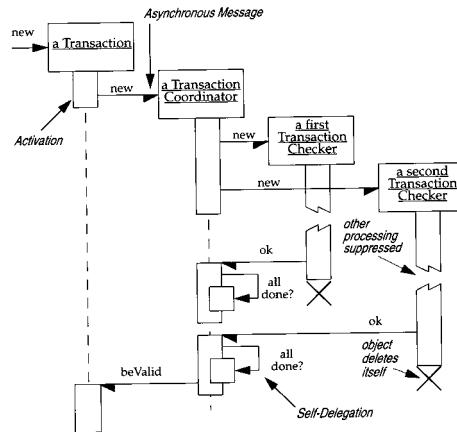 Asynchronous Message
new
a Transaction
new
a Transaction
Coordinator
Activation
new
a first
Transaction
Checker
new
a second
Transaction
Checker
other
processing
suppressed
ok
all
done?
ok
all
done?
object
deletes
itself
beValid
Self-Delegation